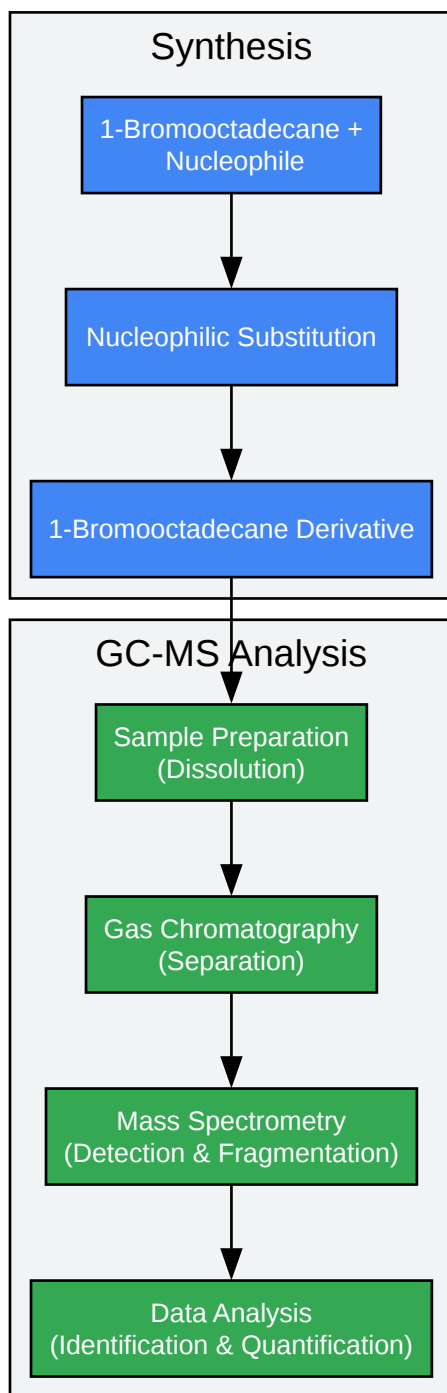 Synthesis
1-Bromooctadecane +
Nucleophile
Nucleophilic Substitution
1-Bromooctadecane Derivative
GC-MS Analysis
Sample Preparation
(Dissolution)
Gas Chromatography
(Separation)
Mass Spectrometry
(Detection & Fragmentation)
Data Analysis
(Identification & Quantification)